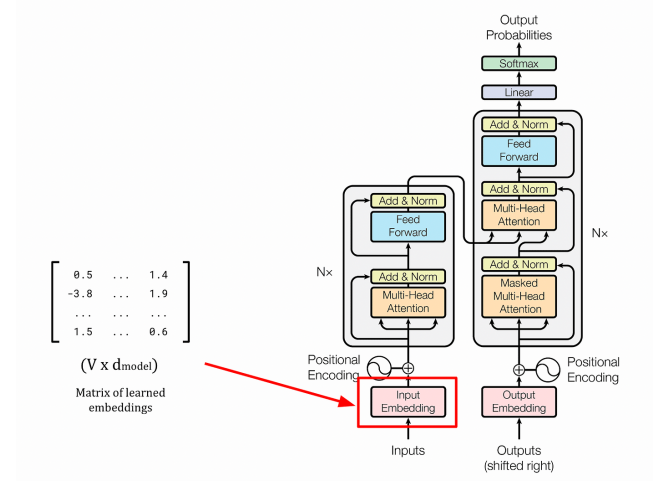 Output
Probabilities
Softmax
Linear
Add & Norm
Feed
Forward
Add & Norm
Multi-Head
Attention
Add & Norm
Masked
Multi-Head
Attention
N×
Positional
Encoding
Output
Embedding
Outputs
(shifted right)
Add & Norm
Feed
Forward
N×
Add & Norm
Multi-Head
Attention
Positional
Encoding
Input
Embedding
Inputs
0.5 ... 1.4
-3.8 ... 1.9
... ... ...
1.5 ... 0.6
(V x dmodel)
Matrix of learned
embeddings